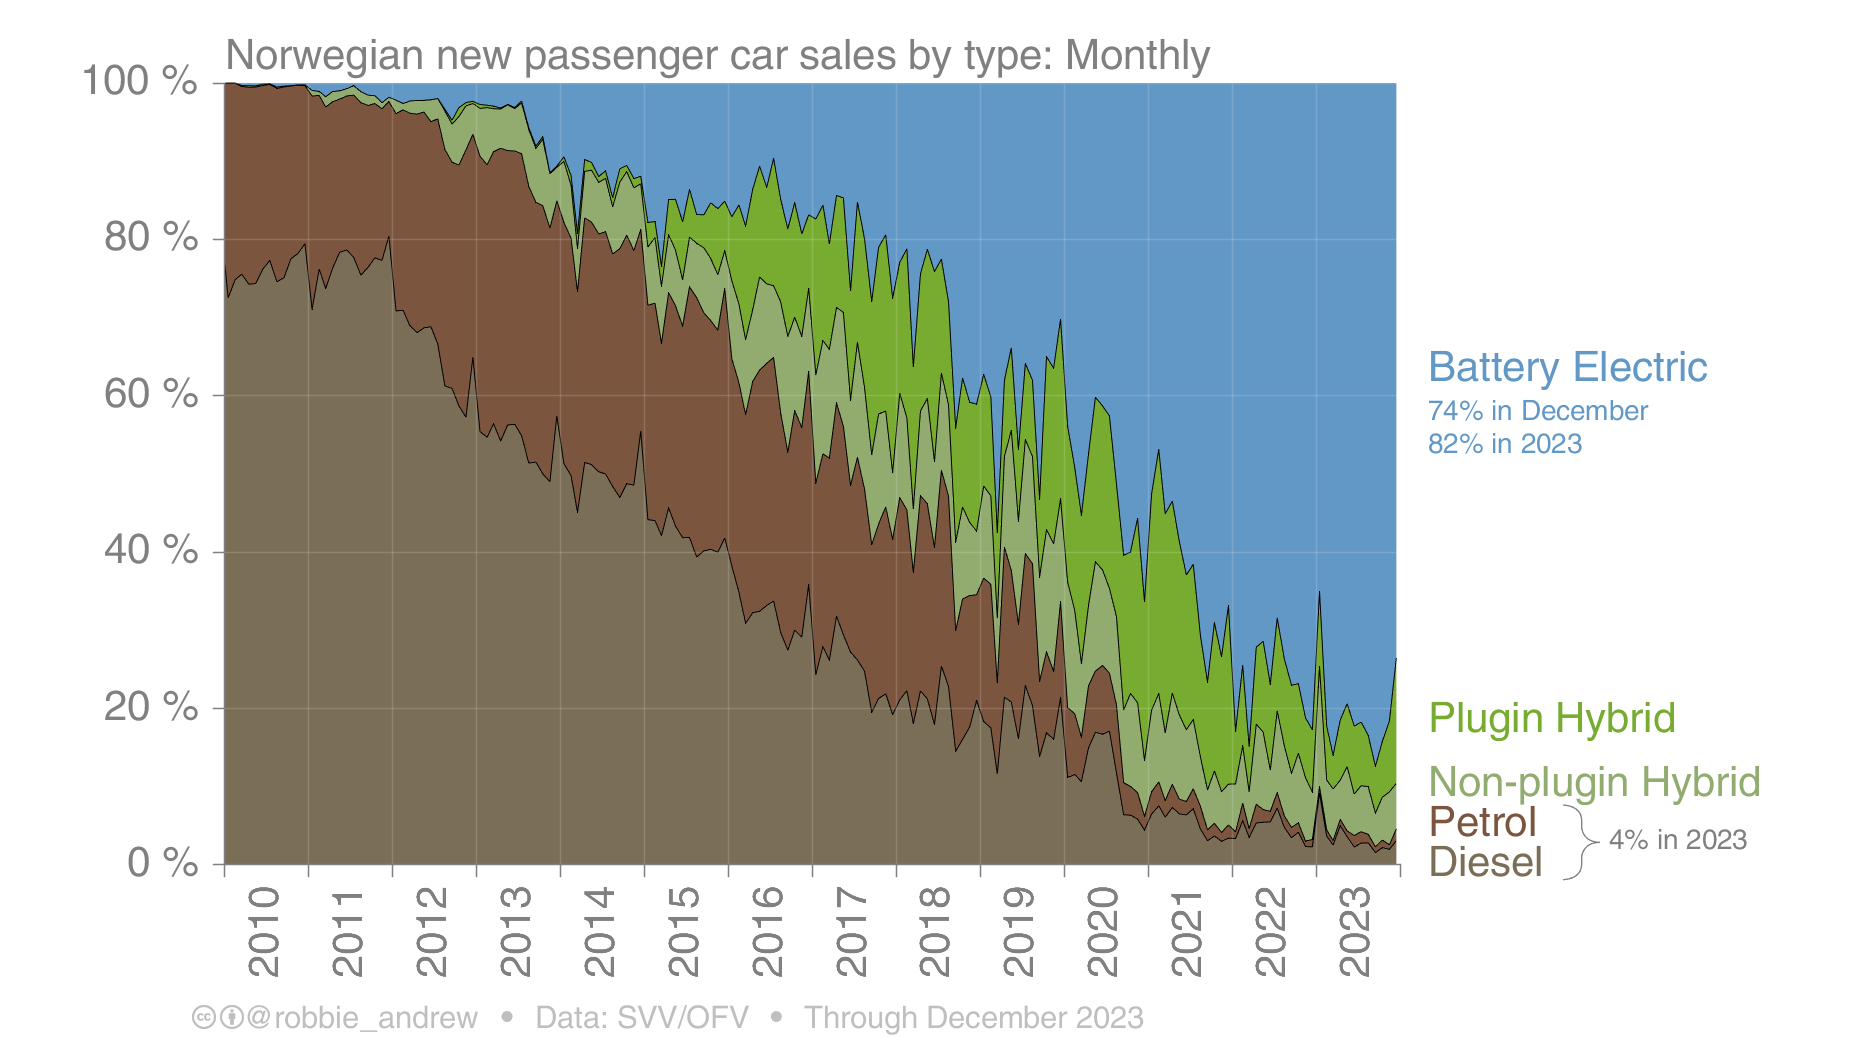 Norwegian new passenger car sales by type: Monthly
100 %
80 %
60 %
40 %
20 %
0 %
2010
2011
2012
2013
2014
2015
2016
2017
2018
2019
2020
2021
2022
2023
Battery Electric
74% in December
82% in 2023
Plugin Hybrid
Non-plugin Hybrid
Petrol
Diesel
4% in 2023
cc @robbie_andrew • Data: SVV/OFV • Through December 2023